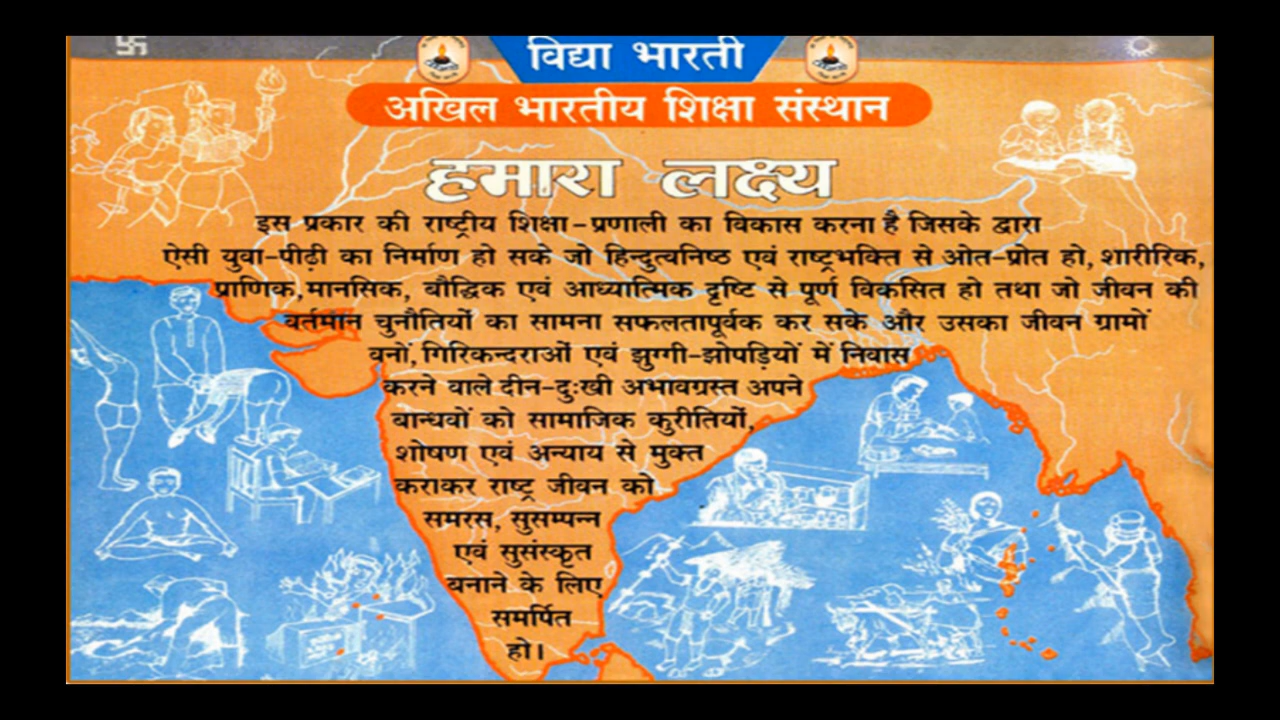 विद्या भारती
अखिल भारतीय शिक्षा संस्थान
हमारा लक्ष्य
इस प्रकार की राष्ट्रीय शिक्षा-प्रणाली का विकास करना है जिसके द्वारा
ऐसी युवा-पीढ़ी का निर्माण हो सके जो हिन्दुत्वनिष्ठ एवं राष्ट्रभक्ति से ओत-प्रोत हो, शारीरिक,
प्राणिक, मानसिक, बौद्धिक एवं आध्यात्मिक दृष्टि से पूर्ण विकसित हो तथा जो जीवन की
वर्तमान चुनौतियों का सामना सफलतापूर्वक कर सके और उसका जीवन ग्रामों
वनों, गिरिकन्दराओं एवं झुग्गी-झोपड़ियों में निवास
करने वाले दीन-दुःखी अभावग्रस्त अपने
बान्धवों को सामाजिक कुरीतियों,
शोषण एवं अन्याय से मुक्त
कराकर राष्ट्र जीवन को
समरस, सुसम्पन्न
एवं सुसंस्कृत
बनाने के लिए
समर्पित
हो।